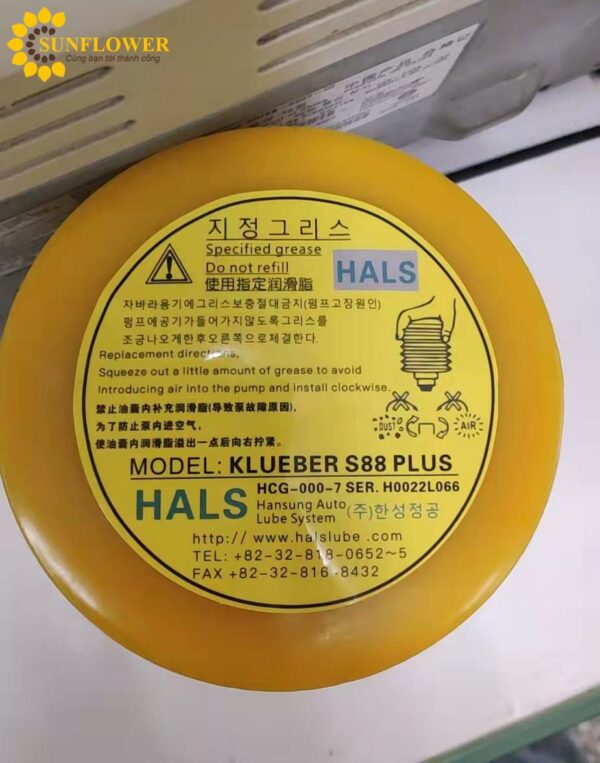 SUNFLOWER
Cùng bạn tới thành công
지정그리스
Specified grease
Do not refill
使用指定润滑脂
HALS
자바라용기에그리스보충절대금지(펌프고장원인)
펌프에공기가들어가지않도록그리스를
조금나오게한후오른쪽으로체결한다.
Replacement directions,
Squeeze out a little amount of grease to avoid
Introducing air into the pump and install clockwise.
禁止油囊内补充润滑脂(导致泵故障原因),
为了防止泵内进空气,
使油囊内润滑脂溢出一点后向右拧紧。
DUST
AIR
MODEL: KLUEBER S88 PLUS
HALS
HCG-000-7 SER. H0022L066
Hansung Auto
Lube System
(주)한성정공
http:// www.halslube .com
TEL: +82-32-818-0652~5
FAX +82-32-816-8432